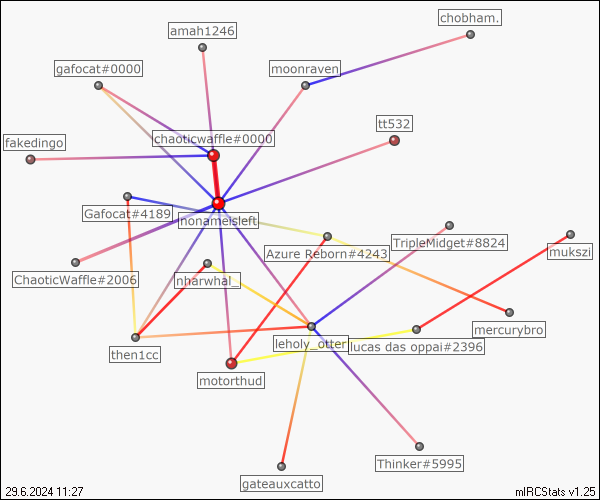 chobham.
amah1246
gafocat#0000
moonraven
tt532
chaoticwaffle#0000
fakedingo
Gafocat#4189
nonameisleft
TripleMidget#8824
Azure Reborn#4243
mukszi
ChaoticWaffle#2006
nharwhal_
mercurybro
leholy_otter
lucas das oppai#2396
then1cc
motorthud
Thinker#5995
gateauxcatto
29.6.2024 11:27
mIRCStats v1.25